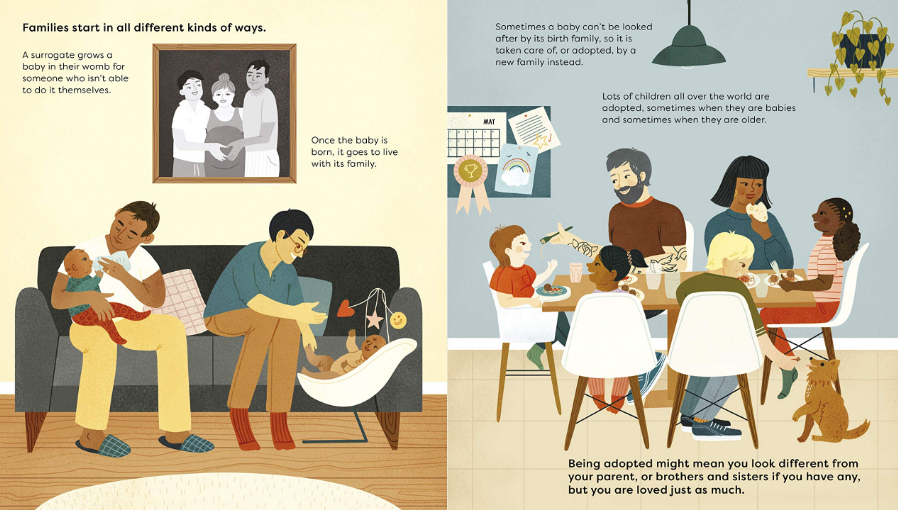 Families start in all different kinds of ways.
A surrogate grows a
baby in their womb for
someone who isn't able
to do it themselves.
Once the baby is
born, it goes to live
with its family.
Sometimes a baby can't be looked
after by its birth family, so it is
taken care of, or adopted, by a
new family instead.
Lots of children all over the world are
adopted, sometimes when they are babies
and sometimes when they are older.
MAY
Being adopted might mean you look different from
your parent, or brothers and sisters if you have any,
but you are loved just as much.